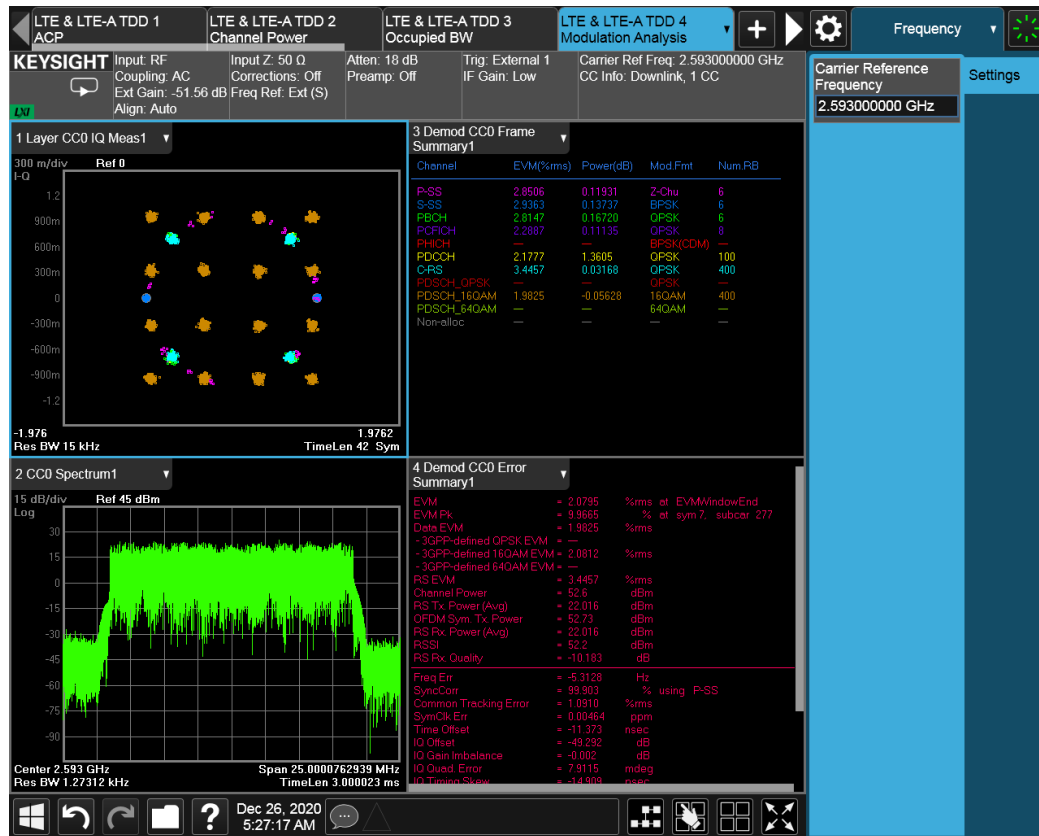 LTE & LTE-A TDD 1
ACP
LTE & LTE-A TDD 2
Channel Power
LTE & LTE-A TDD 3
Occupied BW
LTE & LTE-A TDD 4
Modulation Analysis
Frequency
KEYSIGHT
LXI
Input: RF
Coupling: AC
Ext Gain: -51.56 dB
Align: Auto
Input Z: 50 Ω
Corrections: Off
Freq Ref: Ext (S)
Atten: 18 dB
Preamp: Off
Trig: External 1
IF Gain: Low
Carrier Ref Freq: 2.593000000 GHz
CC Info: Downlink, 1 CC
Carrier Reference
Frequency
2.593000000 GHz
Settings
1 Layer CC0 IQ Meas1
300 m/div Ref 0
I-Q
1.2
900m
600m
300m
0
-300m
-600m
-900m
-1.2
-1.976 1.9762
Res BW 15 kHz TimeLen 42 Sym
3 Demod CC0 Frame
Summary1
Channel EVM(%rms) Power(dB) Mod.Fmt Num.RB
P-SS 2.8506 0.11931 Z-Chu 6
S-SS 2.9363 0.13737 BPSK 6
PBCH 2.8147 0.16720 QPSK 6
PCFICH 2.2887 0.11135 QPSK 8
PHICH — — BPSK(CDM) —
PDCCH 2.1777 1.3605 QPSK 100
C-RS 3.4457 0.03168 QPSK 400
PDSCH_QPSK — — QPSK —
PDSCH_16QAM 1.9825 -0.05628 16QAM 400
PDSCH_64QAM — — 64QAM —
Non-alloc — — —
2 CC0 Spectrum1
15 dB/div Ref 45 dBm
Log
30
15
0
-15
-30
-45
-60
-75
-90
Center 2.593 GHz Span 25.0000762939 MHz
Res BW 1.27312 kHz TimeLen 3.000023 ms
4 Demod CC0 Error
Summary1
EVM = 2.0795 %rms at EVMWindowEnd
EVM Pk = 9.9665 % at sym 7, subcar 277
Data EVM = 1.9825 %rms
- 3GPP-defined QPSK EVM = —
- 3GPP-defined 16QAM EVM = 2.0812 %rms
- 3GPP-defined 64QAM EVM = —
RS EVM = 3.4457 %rms
Channel Power = 52.6 dBm
RS Tx. Power (Avg) = 22.016 dBm
OFDM Sym. Tx. Power = 52.73 dBm
RS Rx. Power (Avg) = 22.016 dBm
RSSI = 52.2 dBm
RS Rx. Quality = -10.183 dB
Freq Err = -5.3128 Hz
SyncCorr = 99.903 % using P-SS
Common Tracking Error = 1.0910 %rms
SymClk Err = 0.00464 ppm
Time Offset = -11.373 nsec
IQ Offset = -49.292 dB
IQ Gain Imbalance = -0.002 dB
IQ Quad. Error = 7.9115 mdeg
IQ Timing Skew = -14.909 nsec
Dec 26, 2020
5:27:17 AM